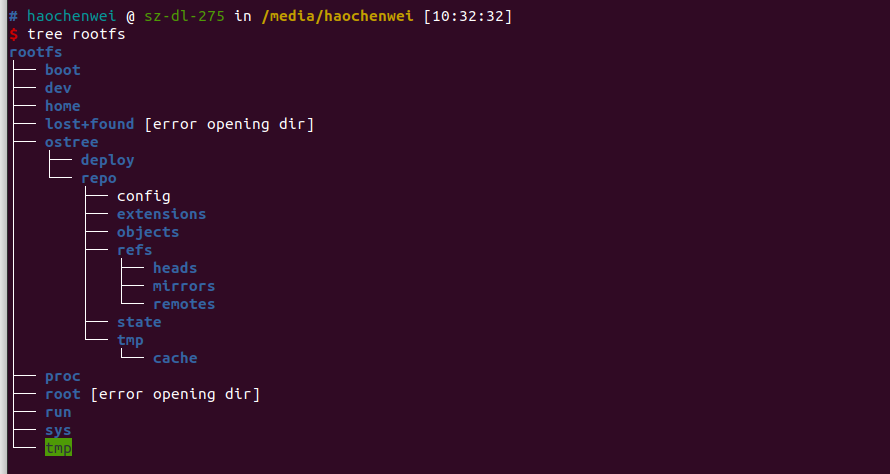 # haochenwei @ sz-dl-275 in /media/haochenwei [10:32:32]
$ tree rootfs
rootfs
├── boot
├── dev
├── home
├── lost+found [error opening dir]
├── ostree
│   ├── deploy
│   └── repo
│       ├── config
│       ├── extensions
│       ├── objects
│       ├── refs
│       │   ├── heads
│       │   ├── mirrors
│       │   └── remotes
│       ├── state
│       └── tmp
│           └── cache
├── proc
├── root [error opening dir]
├── run
├── sys
└── tmp